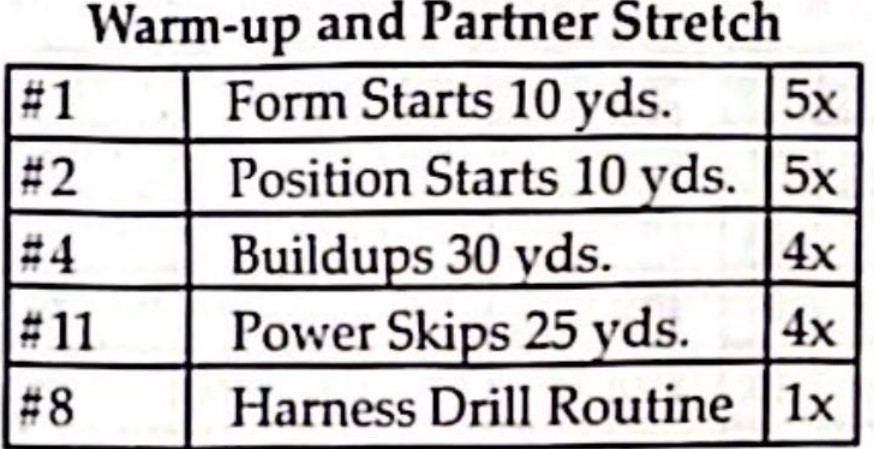 Warm-up and Partner Stretch
#1 Form Starts 10 yds. 5x
#2 Position Starts 10 yds. 5x
#4 Buildups 30 yds. 4x
#11 Power Skips 25 yds. 4x
#8 Harness Drill Routine 1x